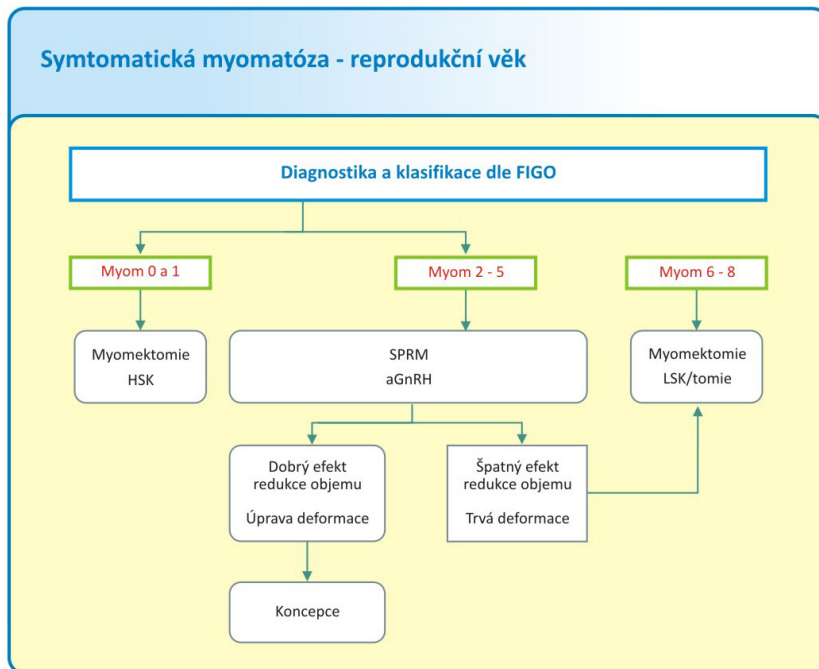 Symtomatická myomatóza - reprodukční věk
Diagnostika a klasifikace dle FIGO
Myom 0 a 1
Myom 2 - 5
Myom 6 - 8
Myomektomie
HSK
SPRM
aGnRH
Myomektomie
LSK/tomie
Dobrý efekt
redukce objemu
Úprava deformace
Špatný efekt
redukce objemu
Trvá deformace
Koncepce